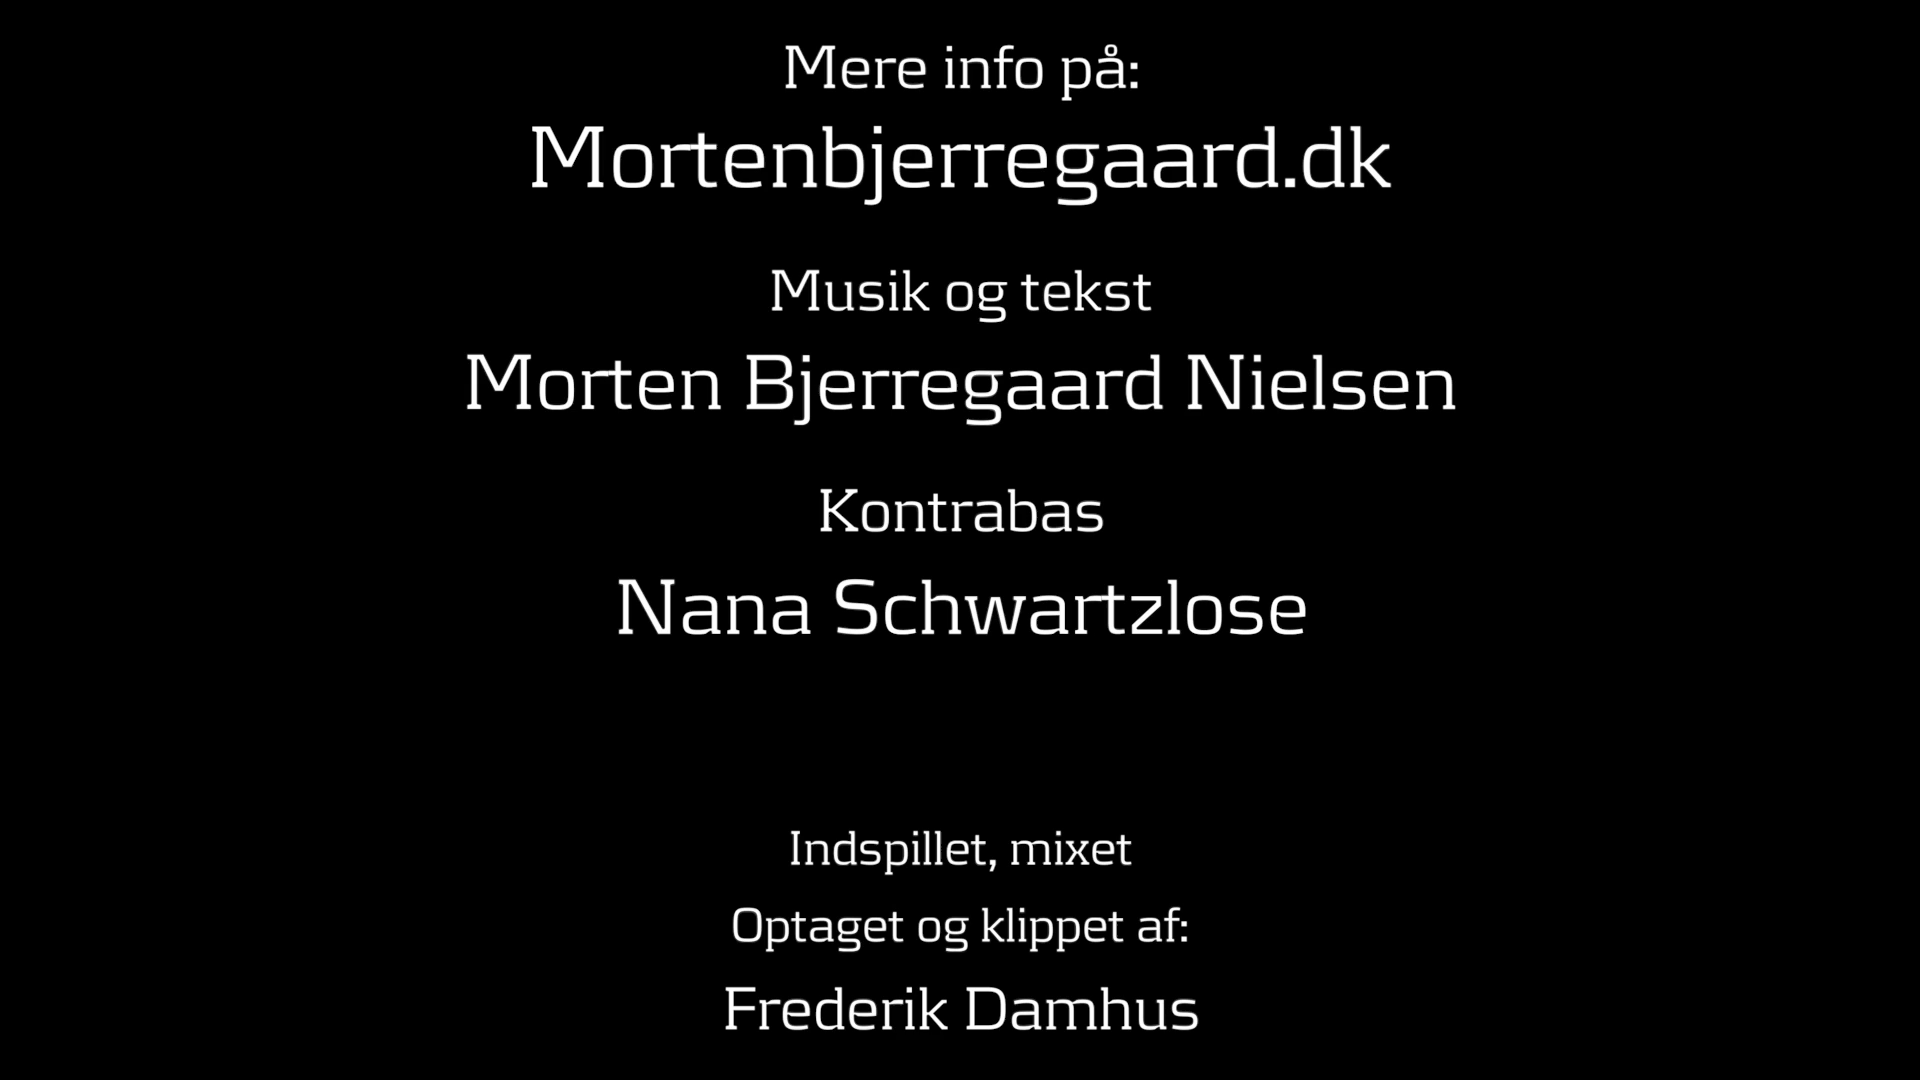 Mere info på:
Mortenbjerregaard.dk
Musik og tekst
Morten Bjerregaard Nielsen
Kontrabas
Nana Schwartzlose
Indspillet, mixet
Optaget og klippet af:
Frederik Damhus